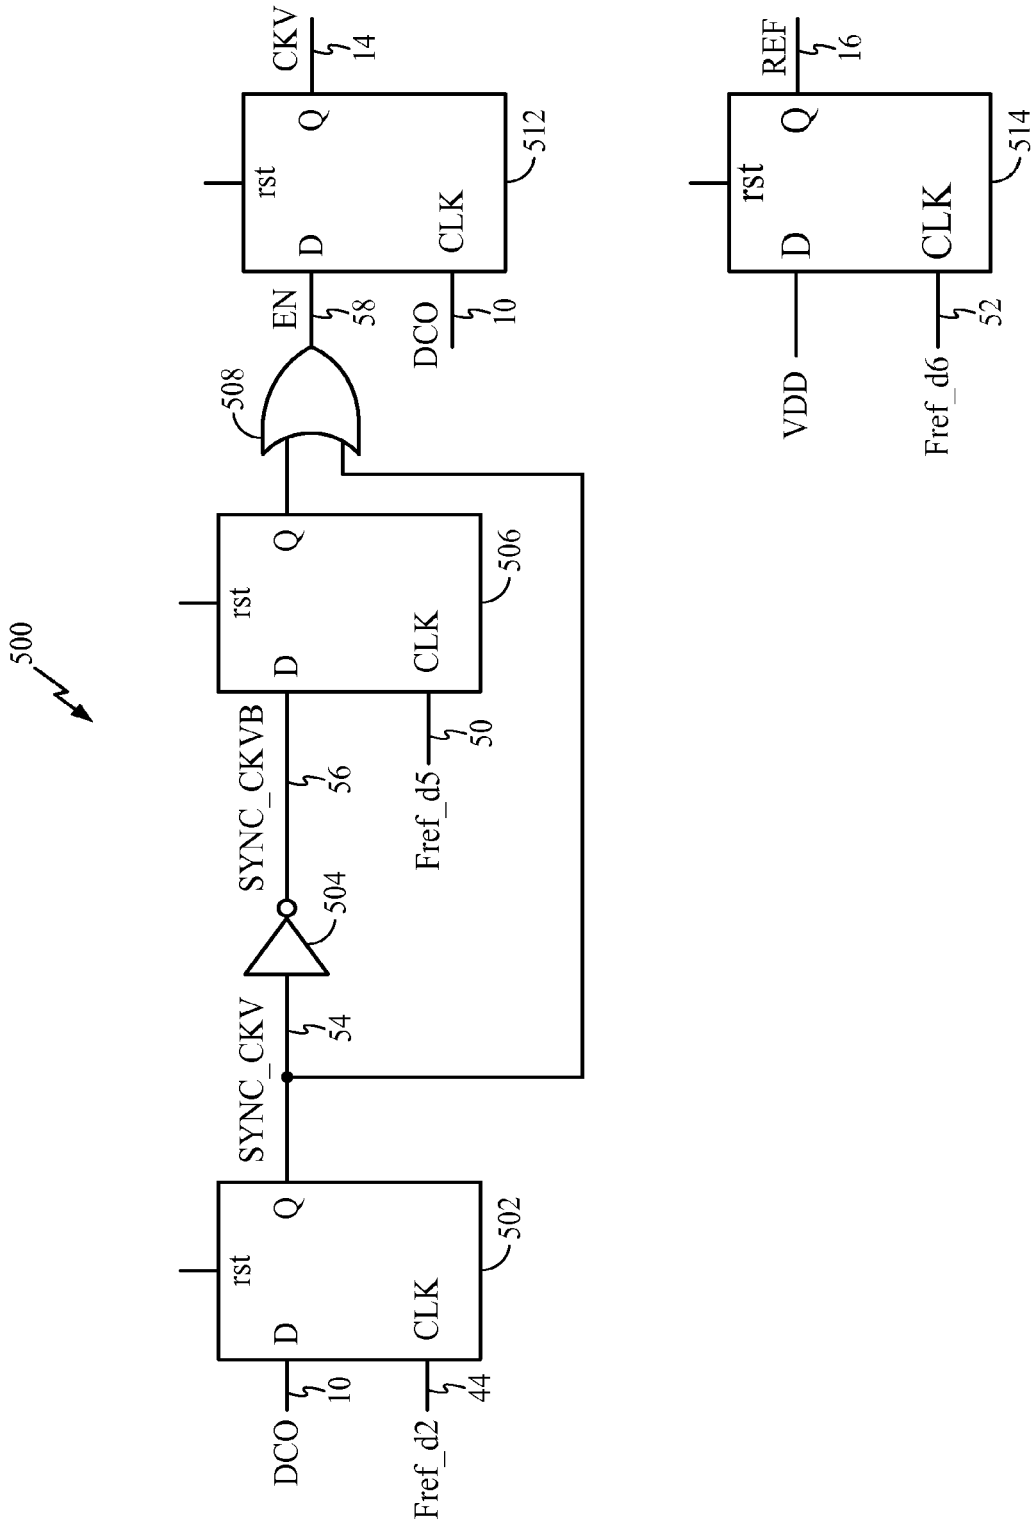 500
DCO
10
Fref_d2
44
rst
D
Q
CLK
502
SYNC_CKV
54
504
SYNC_CKVB
56
Fref_d5
50
rst
D
Q
CLK
506
508
EN
58
DCO
10
rst
D
Q
CLK
512
CKV
14
VDD
Fref_d6
52
rst
D
Q
CLK
514
REF
16